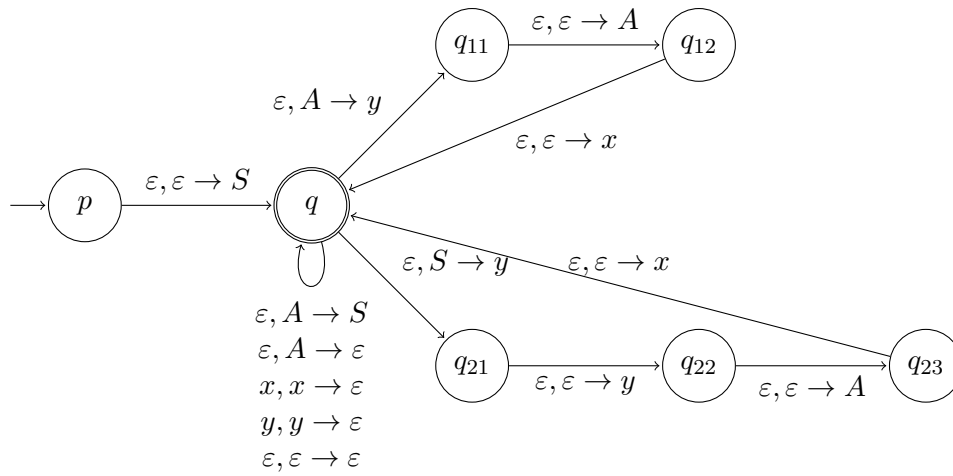 q₁₁
ε, ε → A
q₁₂
ε, A → y
ε, ε → x
p
ε, ε → S
q
ε, S → y
ε, ε → x
ε, A → S
ε, A → ε
x, x → ε
y, y → ε
ε, ε → ε
q₂₁
ε, ε → y
q₂₂
ε, ε → A
q₂₃